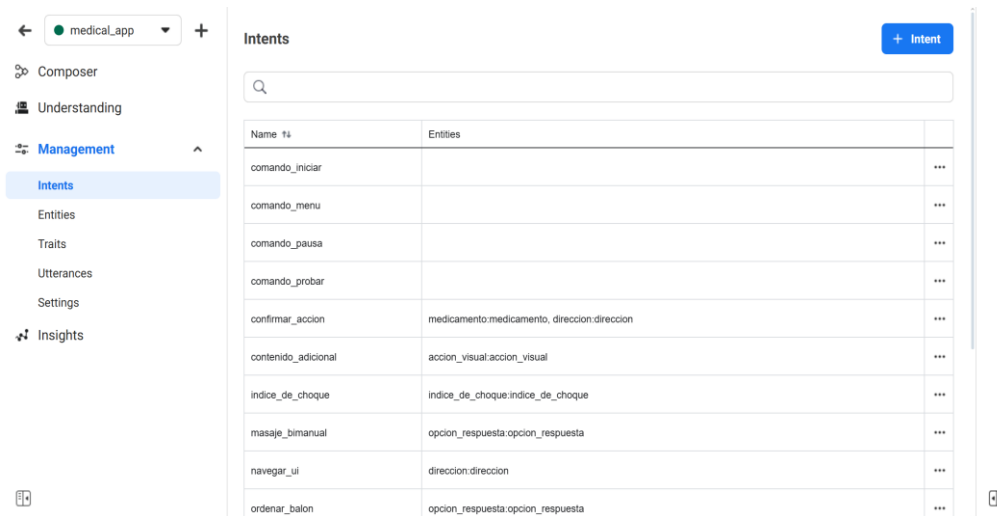 medical_app
Composer
Understanding
Management
Intents
Entities
Traits
Utterances
Settings
Insights
Intents
+ Intent
Name Entities
comando_iniciar
comando_menu
comando_pausa
comando_probar
confirmar_accion medicamento:medicamento, direccion:direccion
contenido_adicional accion_visual:accion_visual
indice_de_choque indice_de_choque:indice_de_choque
masaje_bimanual opcion_respuesta:opcion_respuesta
navegar_ui direccion:direccion
ordenar_balon opcion_respuesta:opcion_respuesta